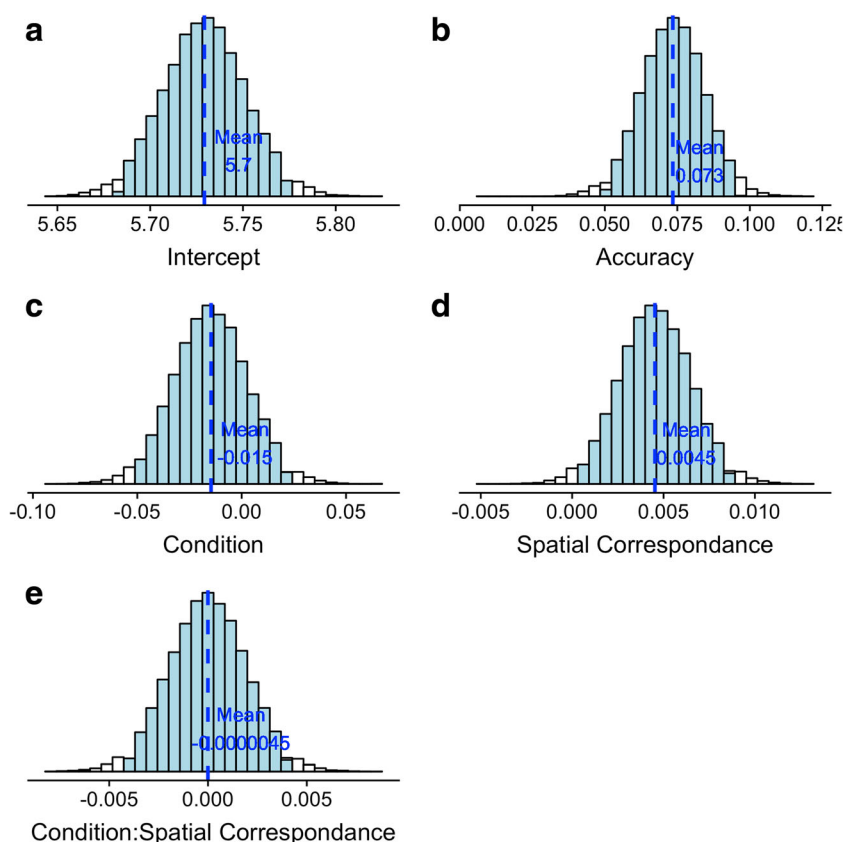 a
Mean
5.7
5.65 5.70 5.75 5.80
Intercept
b
Mean
0.073
0.000 0.025 0.050 0.075 0.100 0.125
Accuracy
c
Mean
-0.015
-0.10 -0.05 0.00 0.05
Condition
d
Mean
0.0045
-0.005 0.000 0.005 0.010
Spatial Correspondance
e
Mean
-0.0000045
-0.005 0.000 0.005
Condition:Spatial Correspondance